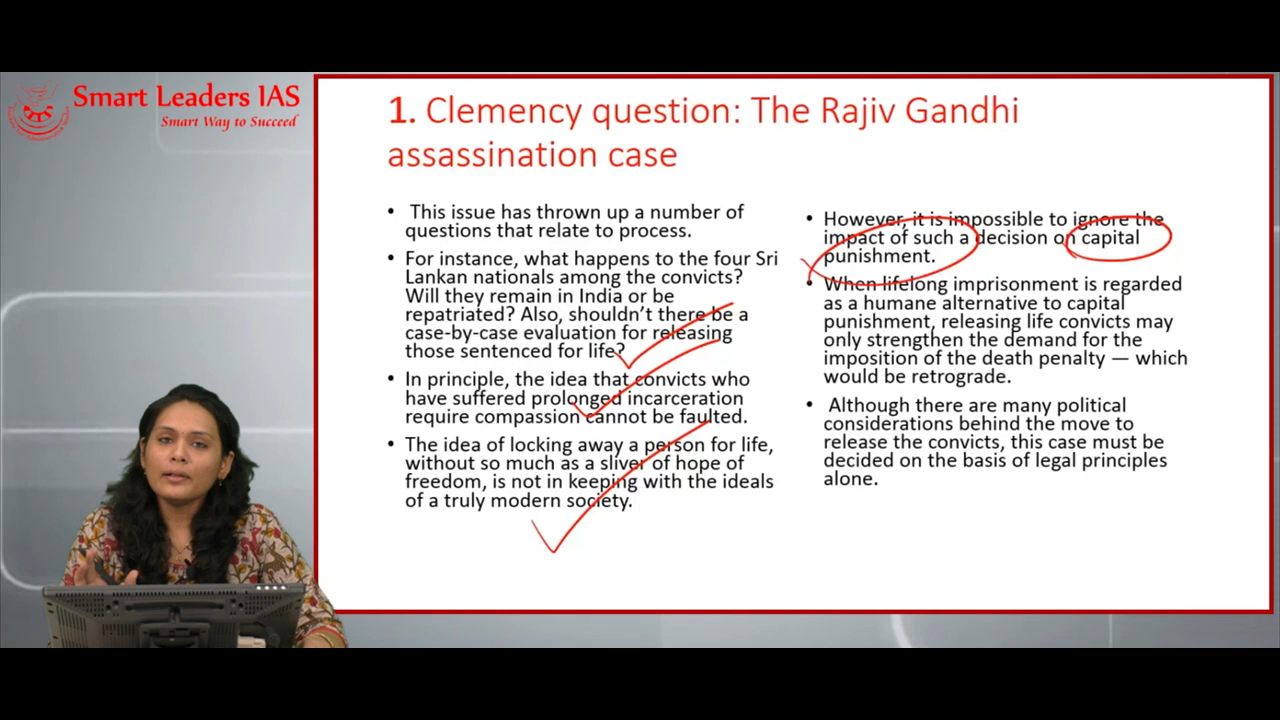 Smart Leaders IAS
Smart Way to Succeed
1. Clemency question: The Rajiv Gandhi
assassination case
• This issue has thrown up a number of
questions that relate to process.
• For instance, what happens to the four Sri
Lankan nationals among the convicts?
Will they remain in India or be
repatriated? Also, shouldn't there be a
case-by-case evaluation for releasing
those sentenced for life?
• In principle, the idea that convicts who
have suffered prolonged incarceration
require compassion cannot be faulted.
• The idea of locking away a person for life,
without so much as a sliver of hope of
freedom, is not in keeping with the ideals
of a truly modern society.
• However, it is impossible to ignore the
impact of such a decision on capital
punishment.
• When lifelong imprisonment is regarded
as a humane alternative to capital
punishment, releasing life convicts may
only strengthen the demand for the
imposition of the death penalty — which
would be retrograde.
• Although there are many political
considerations behind the move to
release the convicts, this case must be
decided on the basis of legal principles
alone.